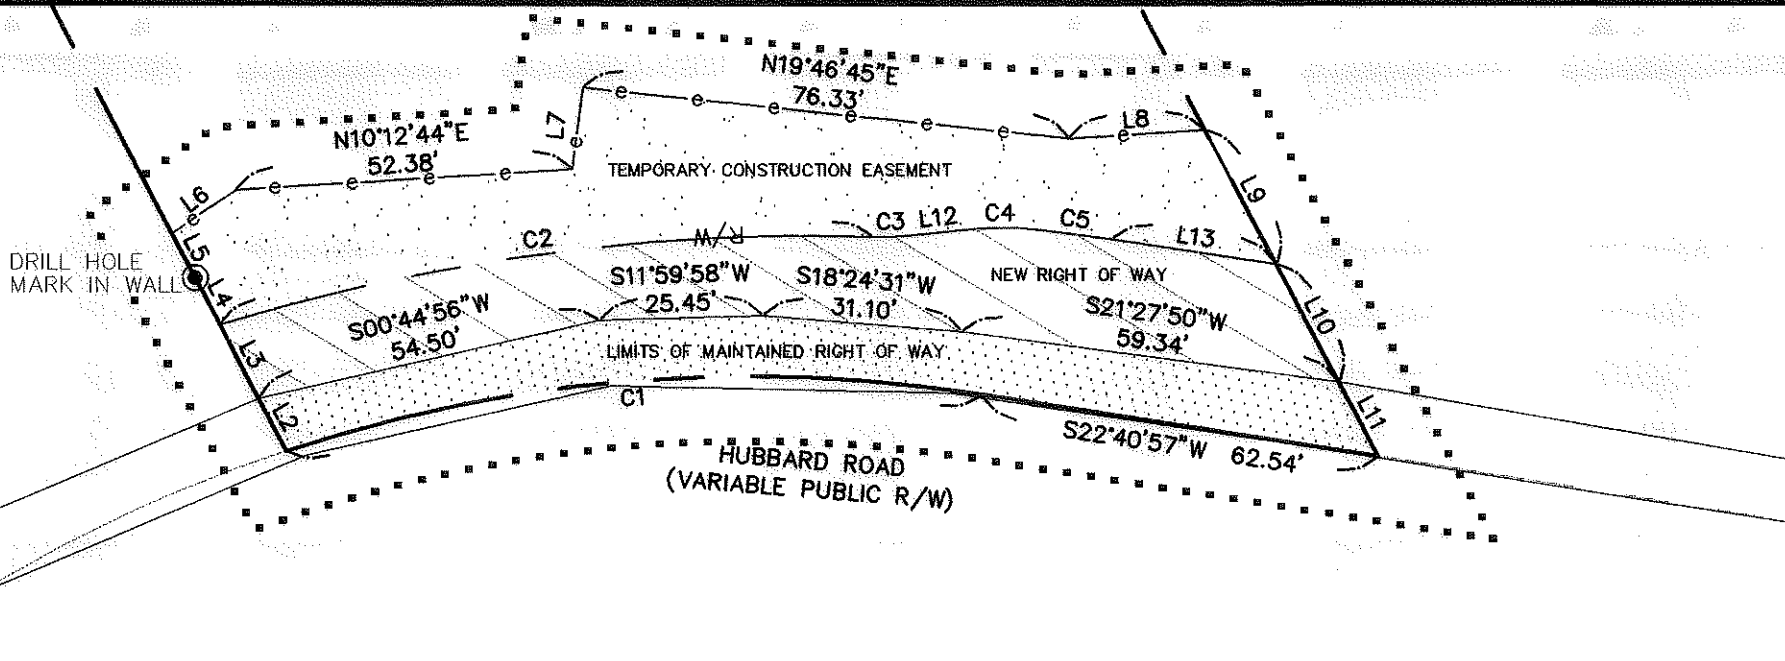 N19°46'45"E
76.33'
N10°12'44"E
52.38'
L7
L8
TEMPORARY CONSTRUCTION EASEMENT
L6
L9
C3 L12 C4 C5
L13
C2
R/W
L5
DRILL HOLE
MARK IN WALL
L4
S11°59'58"W
25.45'
S18°24'31"W
31.10'
NEW RIGHT OF WAY
S00°44'56"W
54.50'
S21°27'50"W
59.34'
L10
L3
LIMITS OF MAINTAINED RIGHT OF WAY
L2
C1
L11
S22°40'57"W 62.54'
HUBBARD ROAD
(VARIABLE PUBLIC R/W)
e
e
e
e
e
e
e
e
e
e
e
e
e